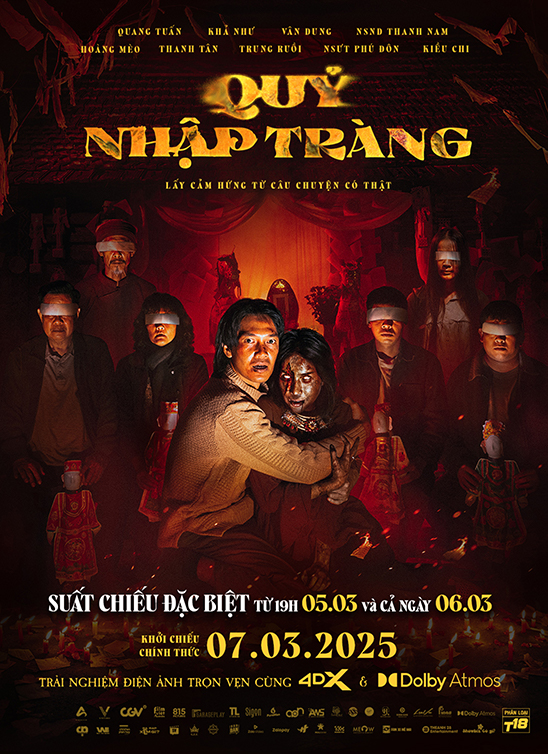 QUANG TUẤN KHẢ NHƯ VÂN DUNG NSND THANH NAM
HOÀNG MÈO THANH TÂN TRUNG RUỒI NSƯT PHÚ ĐÔN KIỀU CHI
QUỶ
NHẬP TRÀNG
LẤY CẢM HỨNG TỪ CÂU CHUYỆN CÓ THẬT
SUẤT CHIẾU ĐẶC BIỆT TỪ 19H 05.03 VÀ CẢ NGÀY 06.03
KHỞI CHIẾU
CHÍNH THỨC 07.03.2025
TRẢI NGHIỆM ĐIỆN ẢNH TRỌN VẸN CÙNG 4DX & Dolby Atmos
CGV
PHÂN LOẠI
T18